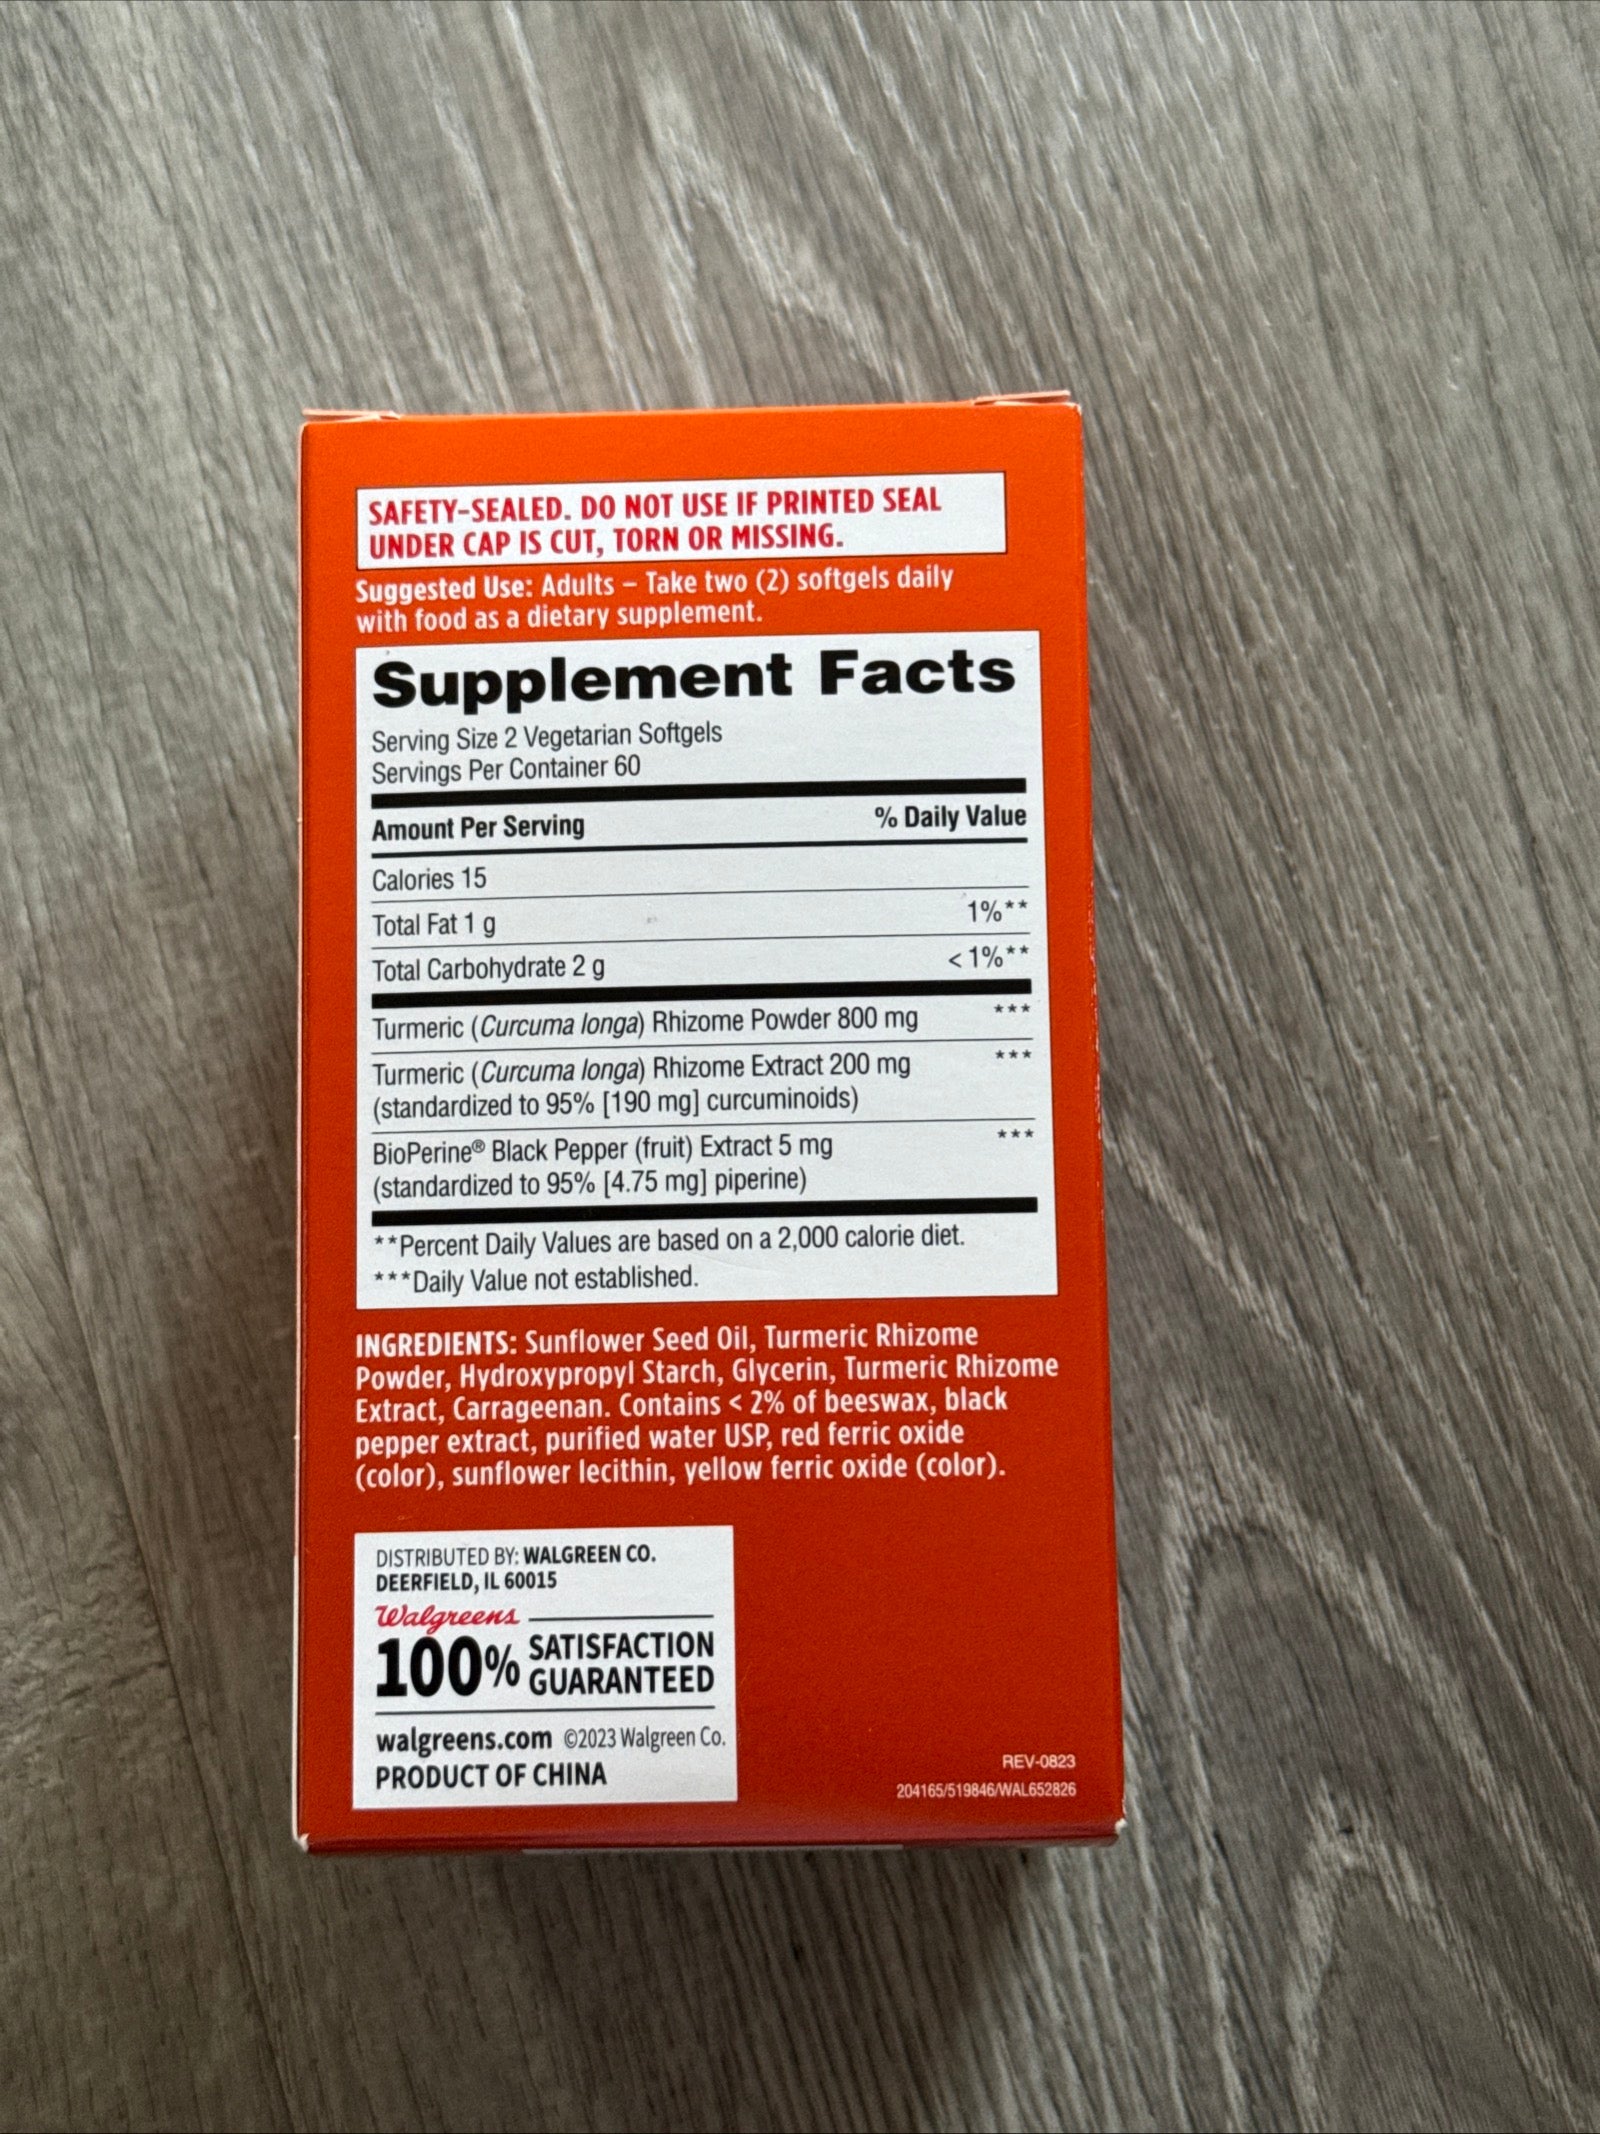 SAFETY-SEALED. DO NOT USE IF PRINTED SEAL
UNDER CAP IS CUT, TORN OR MISSING.
Suggested Use: Adults – Take two (2) softgels daily
with food as a dietary supplement.
Supplement Facts
Serving Size 2 Vegetarian Softgels
Servings Per Container 60
Amount Per Serving % Daily Value
Calories 15
Total Fat 1 g 1%**
Total Carbohydrate 2 g < 1%**
Turmeric (Curcuma longa) Rhizome Powder 800 mg ***
Turmeric (Curcuma longa) Rhizome Extract 200 mg ***
(standardized to 95% [190 mg] curcuminoids)
BioPerine® Black Pepper (fruit) Extract 5 mg ***
(standardized to 95% [4.75 mg] piperine)
**Percent Daily Values are based on a 2,000 calorie diet.
***Daily Value not established.
INGREDIENTS: Sunflower Seed Oil, Turmeric Rhizome
Powder, Hydroxypropyl Starch, Glycerin, Turmeric Rhizome
Extract, Carrageenan. Contains < 2% of beeswax, black
pepper extract, purified water USP, red ferric oxide
(color), sunflower lecithin, yellow ferric oxide (color).
DISTRIBUTED BY: WALGREEN CO.
DEERFIELD, IL 60015
Walgreens
100% SATISFACTION
GUARANTEED
walgreens.com ©2023 Walgreen Co.
PRODUCT OF CHINA
REV-0823
204165/519846/WAL652826